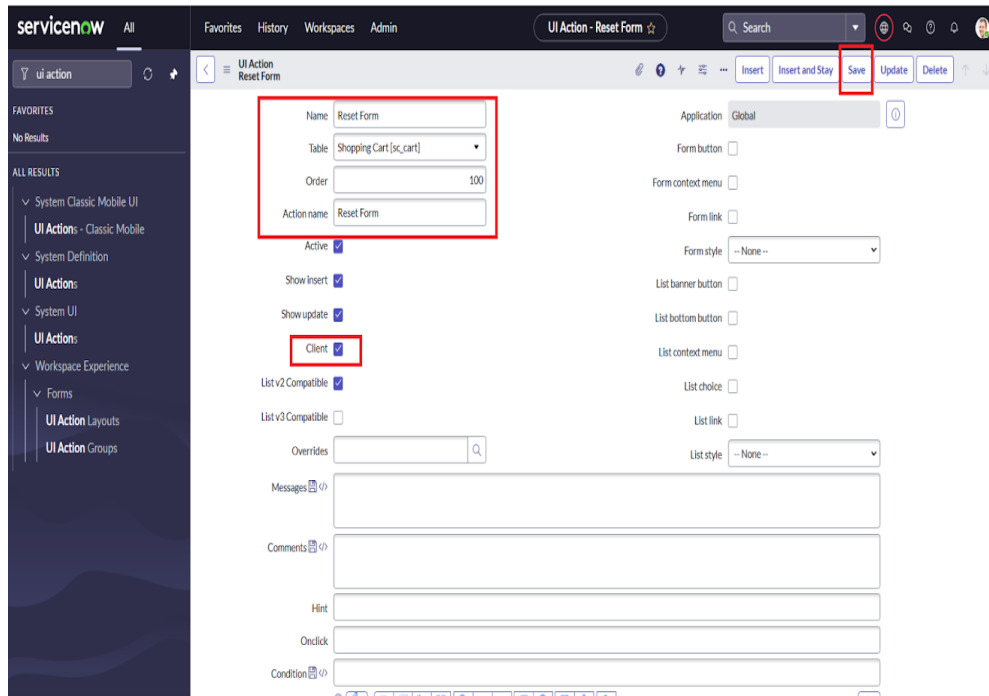 servicenow All Favorites History Workspaces Admin UI Action - Reset Form Search
ui action
UI Action
Reset Form
Insert Insert and Stay Save Update Delete
FAVORITES
No Results
ALL RESULTS
System Classic Mobile UI
UI Actions - Classic Mobile
System Definition
UI Actions
System UI
UI Actions
Workspace Experience
Forms
UI Action Layouts
UI Action Groups
Name Reset Form
Table Shopping Cart [sc_cart]
Order 100
Action name Reset Form
Active
Show insert
Show update
Client
List v2 Compatible
List v3 Compatible
Overrides
Application Global
Form button
Form context menu
Form link
Form style -- None --
List banner button
List bottom button
List context menu
List choice
List link
List style -- None --
Messages
Comments
Hint
Onclick
Condition